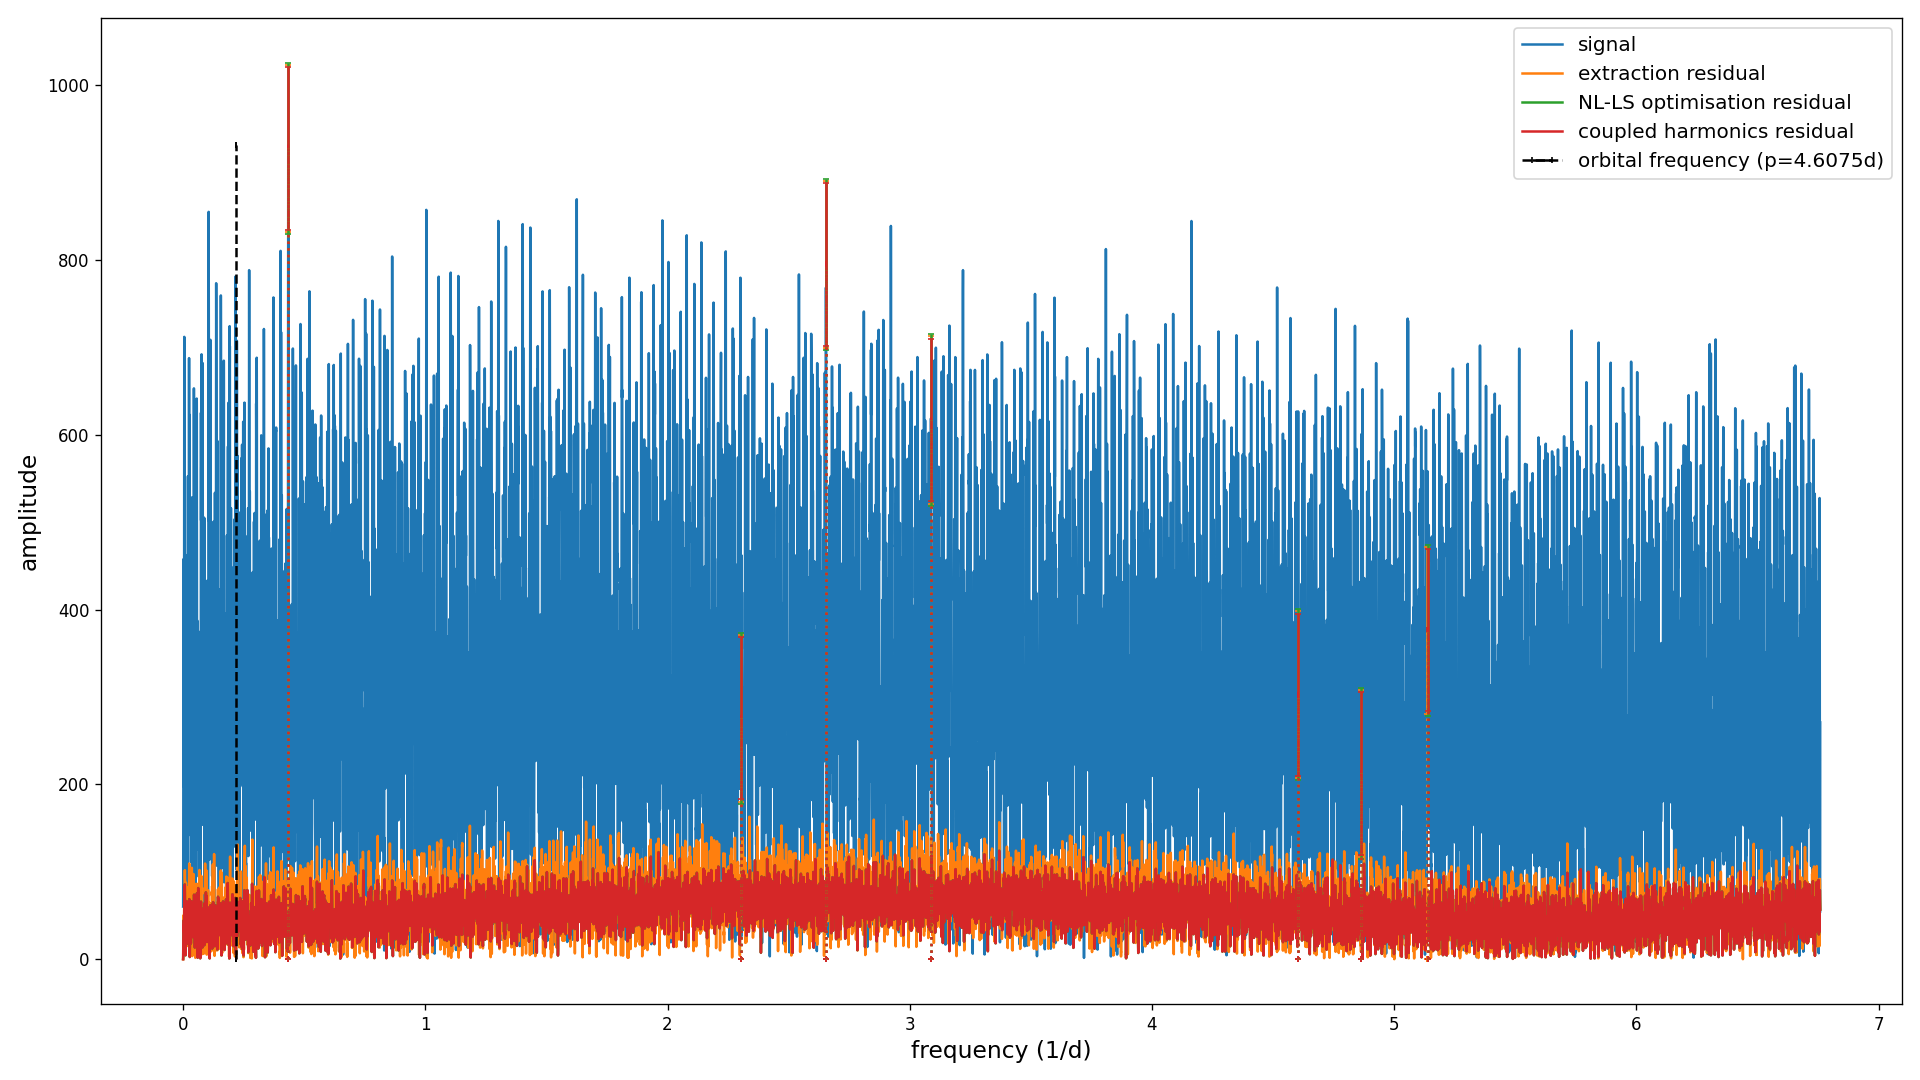 signal
extraction residual
NL-LS optimisation residual
coupled harmonics residual
orbital frequency (p=4.6075d)
amplitude
1000
800
600
400
200
0
0 1 2 3 4 5 6 7
frequency (1/d)